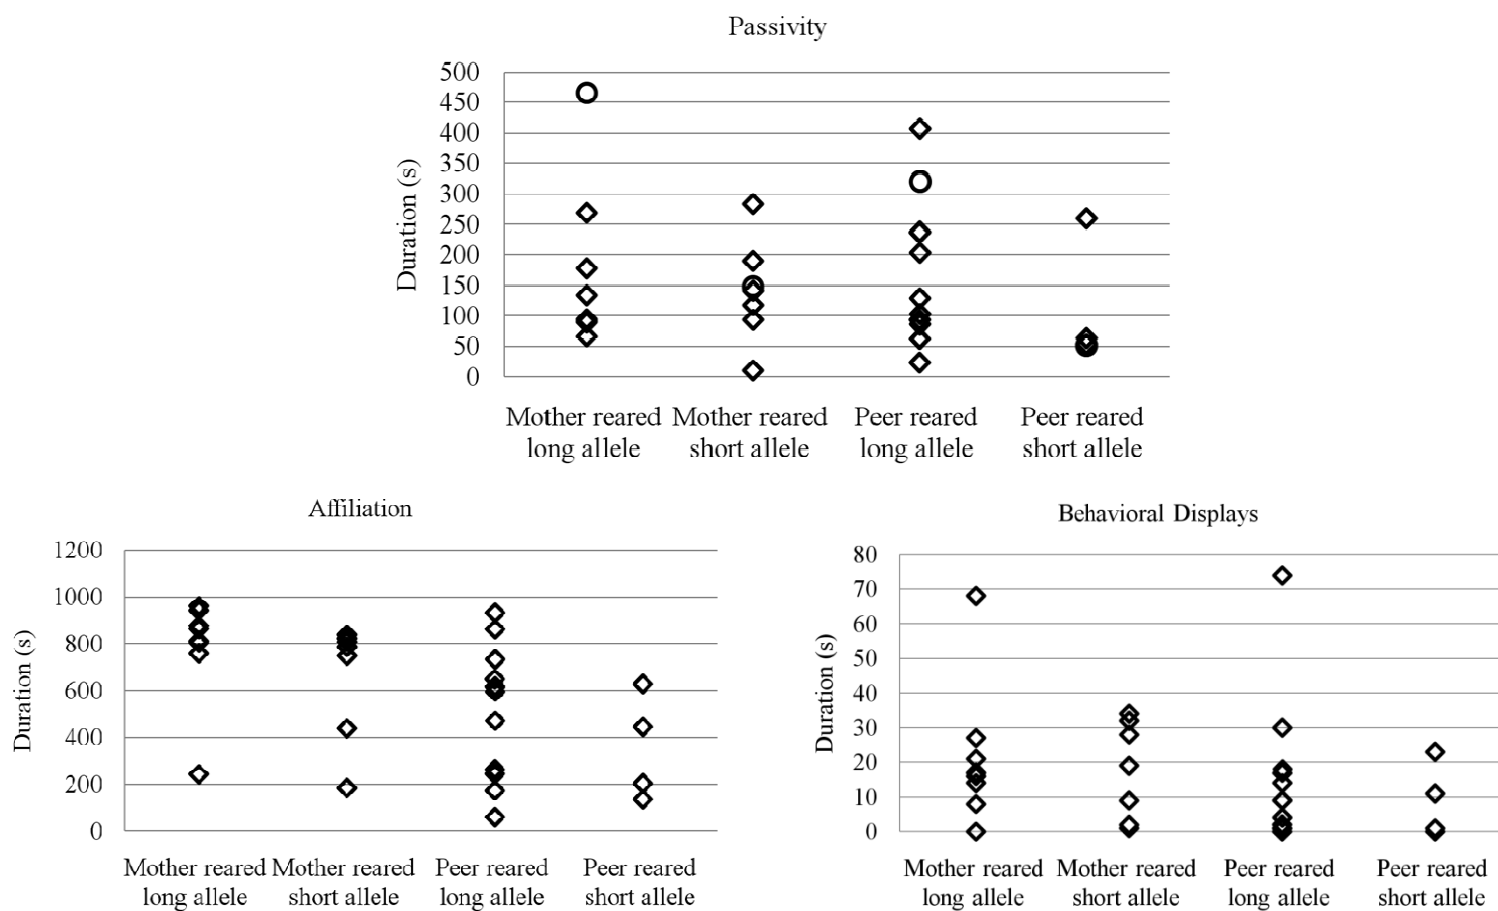 Passivity
500
450
400
350
300
250
200
150
100
50
0
Duration (s)
Mother reared long allele
Mother reared short allele
Peer reared long allele
Peer reared short allele
Affiliation
1200
1000
800
600
400
200
0
Duration (s)
Mother reared long allele
Mother reared short allele
Peer reared long allele
Peer reared short allele
Behavioral Displays
80
70
60
50
40
30
20
10
0
Duration (s)
Mother reared long allele
Mother reared short allele
Peer reared long allele
Peer reared short allele